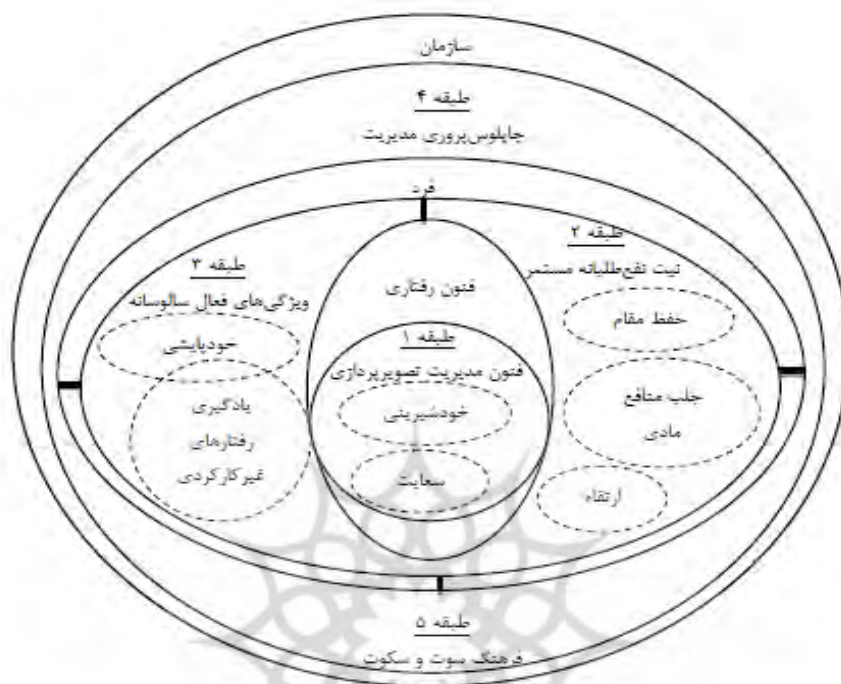 سازمان
طبقه ۴
چاپلوس‌پروری مدیریت
فرد
طبقه ۲
نیت نفع‌طلبانه مستمر
حفظ مقام
جلب منافع
مادی
ارتقاء
فنون رفتاری
طبقه ۱
فنون مدیریت تصویرپردازی
خودشیرینی
سعایت
طبقه ۳
ویژگی‌های فعال سالوسانه
خودپایشی
یادگیری
رفتارهای
غیرکارکردی
طبقه ۵
فرهنگ سوت و سکوت